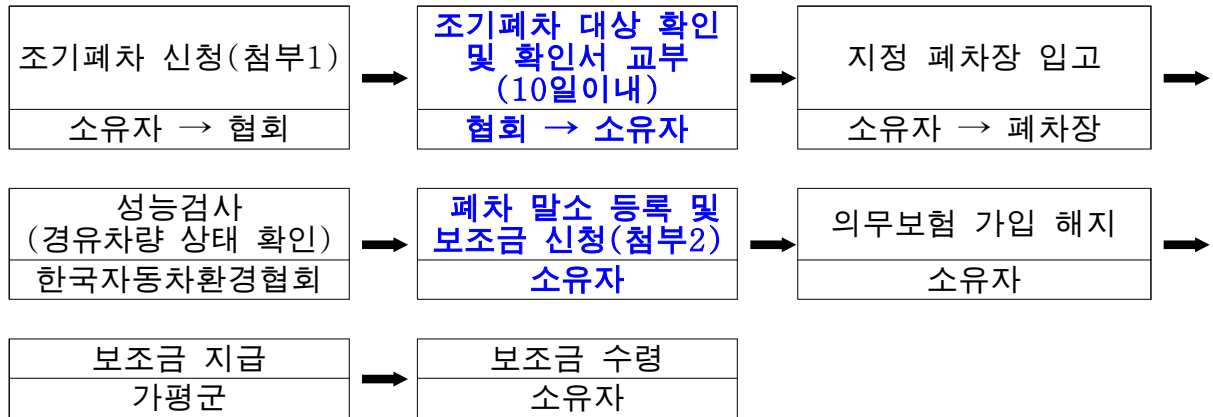 조기폐차 신청(첨부1)
소유자 → 협회
조기폐차 대상 확인
및 확인서 교부
(10일이내)
협회 → 소유자
지정 폐차장 입고
소유자 → 폐차장
성능검사
(경유차량 상태 확인)
한국자동차환경협회
폐차 말소 등록 및
보조금 신청(첨부2)
소유자
의무보험 가입 해지
소유자
보조금 지급
가평군
보조금 수령
소유자